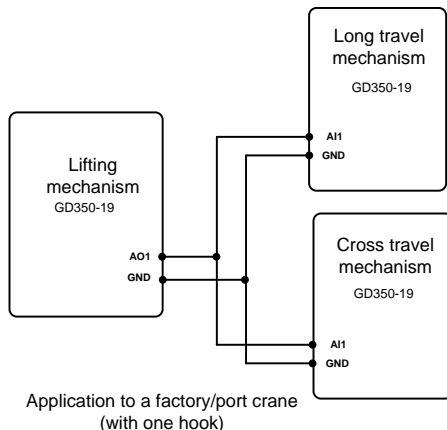 Long travel
mechanism
GD350-19
AI1
GND
Lifting
mechanism
GD350-19
AO1
GND
Cross travel
mechanism
GD350-19
AI1
GND
Application to a factory/port crane
(with one hook)